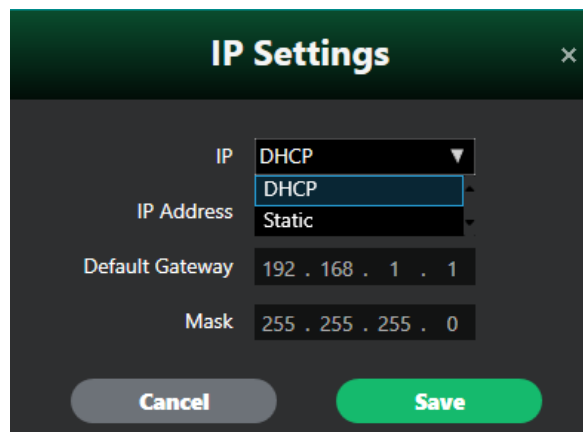 IP Settings ×
IP DHCP ▼
DHCP
IP Address
Static
Default Gateway 192 . 168 . 1 . 1
Mask 255 . 255 . 255 . 0
Cancel Save